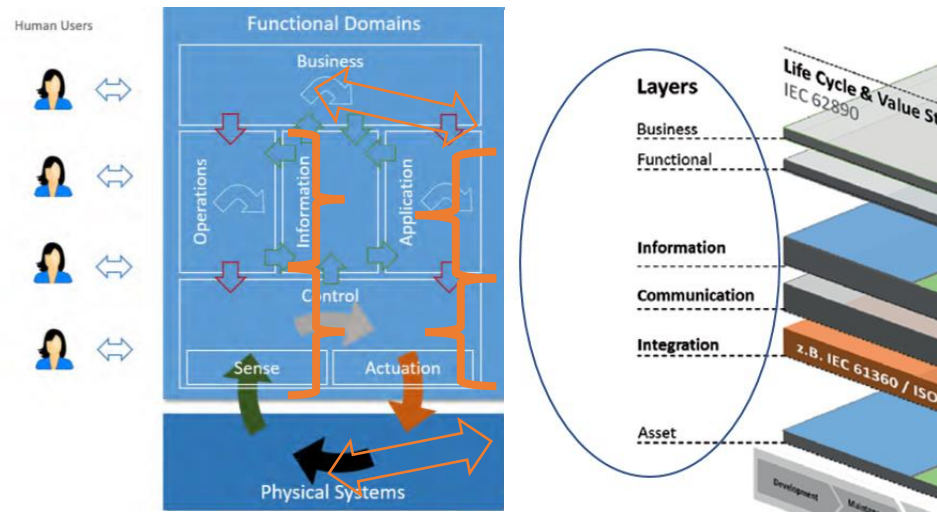 Human Users
Functional Domains
Business
Operations
Information
Application
Control
Sense
Actuation
Physical Systems
Layers
Business
Functional
Information
Communication
Integration
Asset
Life Cycle & Value St
IEC 62890
z.B. IEC 61360 / ISO
Development